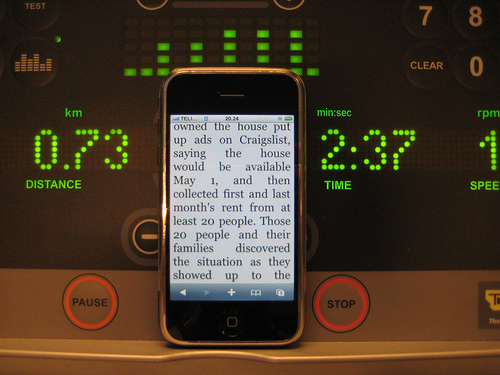 TEST
7 8
CLEAR 0
km
0.73
DISTANCE
min:sec
2:37
TIME
rpm
1
SPEE
PAUSE
STOP
TELI... 20.24
owned the house put
up ads on Craigslist,
saying the house
would be available
May 1, and then
collected first and last
month's rent from at
least 20 people. Those
20 people and their
families discovered
the situation as they
showed up to the